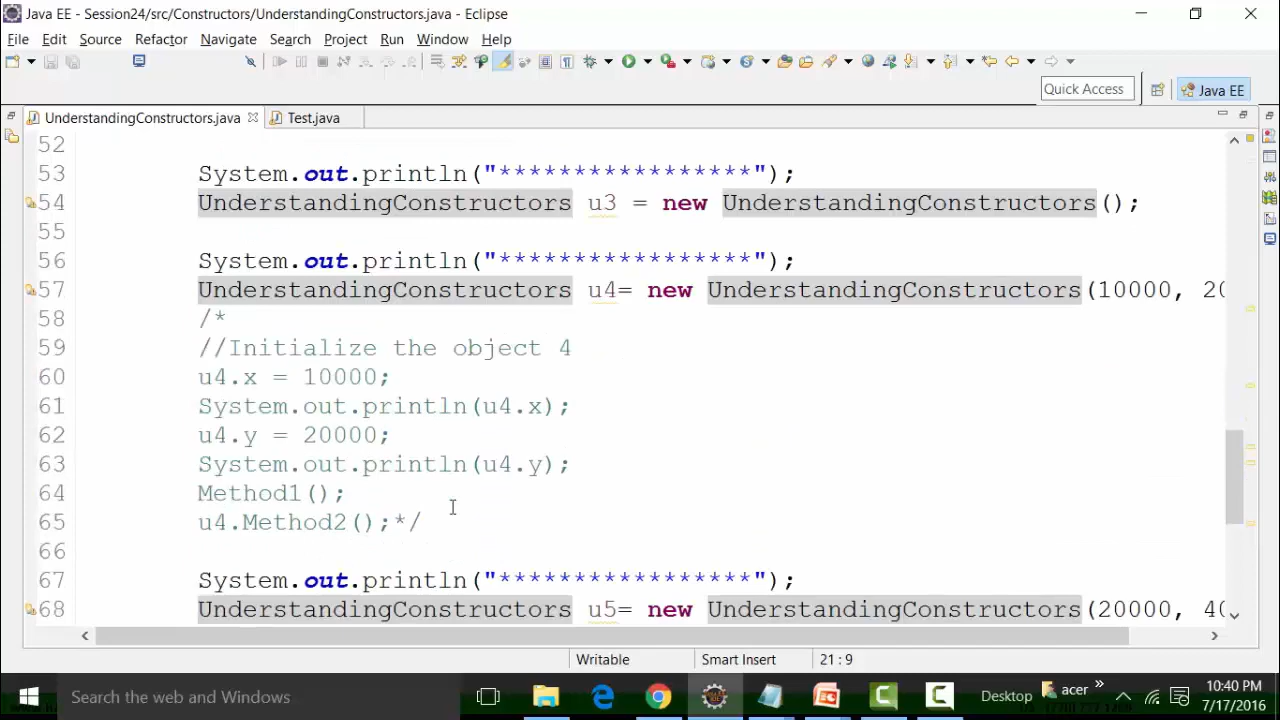 Java EE - Session24/src/Constructors/UnderstandingConstructors.java - Eclipse
File Edit Source Refactor Navigate Search Project Run Window Help
Quick Access Java EE
UnderstandingConstructors.java Test.java
52
53 System.out.println("*****************");
54 UnderstandingConstructors u3 = new UnderstandingConstructors();
55
56 System.out.println("*****************");
57 UnderstandingConstructors u4= new UnderstandingConstructors(10000, 20
58 /*
59 //Initialize the object 4
60 u4.x = 10000;
61 System.out.println(u4.x);
62 u4.y = 20000;
63 System.out.println(u4.y);
64 Method1();
65 u4.Method2();*/
66
67 System.out.println("*****************");
68 UnderstandingConstructors u5= new UnderstandingConstructors(20000, 40
Writable Smart Insert 21 : 9
Search the web and Windows Desktop acer 10:40 PM
7/17/2016